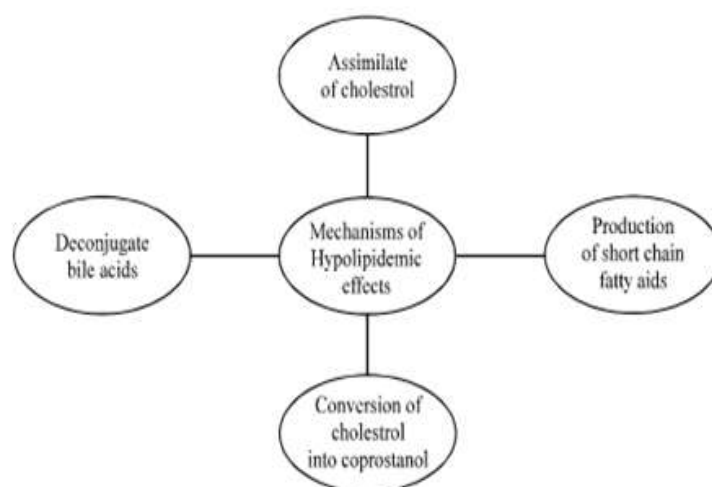 Assimilate
of cholestrol
Deconjugate
bile acids
Mechanisms of
Hypolipidemic
effects
Production
of short chain
fatty aids
Conversion of
cholestrol
into coprostanol